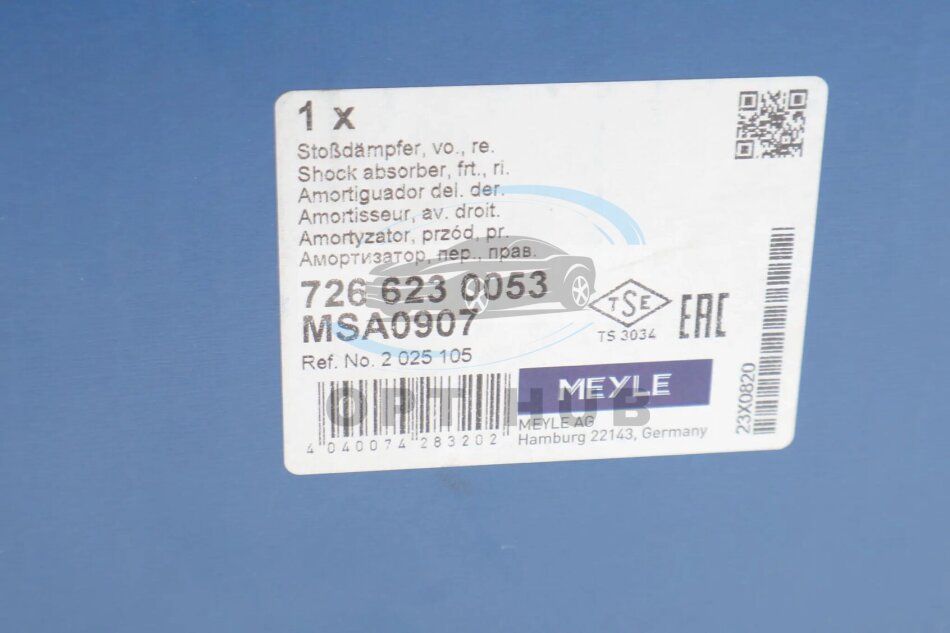 1 x
Stoßdämpfer, vo., re.
Shock absorber, frt., ri.
Amortiguador del. der.
Amortisseur, av. droit.
Amortyzator, przód, pr.
Амортизатор, пер., прав.
726 623 0053
MSA0907
Ref. No. 2 025 105
TSE
TS 3034
EAC
MEYLE
OPT HUB
MEYLE AG
Hamburg 22143, Germany
4 040074 283202
23X0820